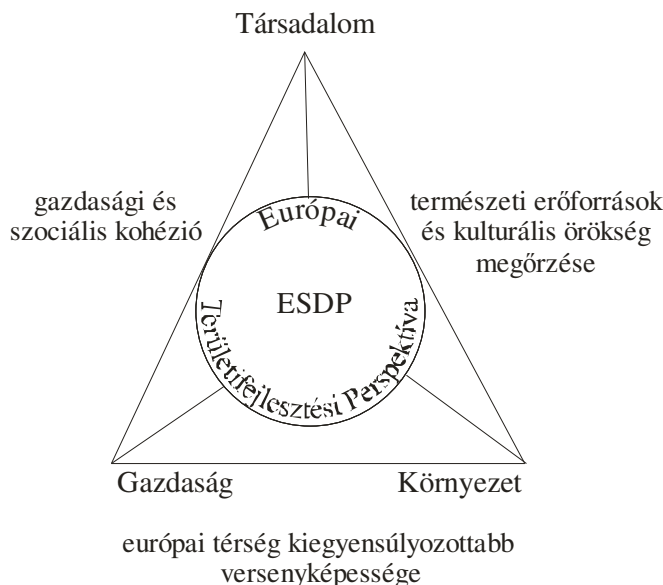 Társadalom
gazdasági és
szociális kohézió
természeti erőforrások
és kulturális örökség
megőrzése
Európai
ESDP
Területifejlesztési Perspektíva
Gazdaság
Környezet
európai térség kiegyensúlyozottabb
versenyképessége